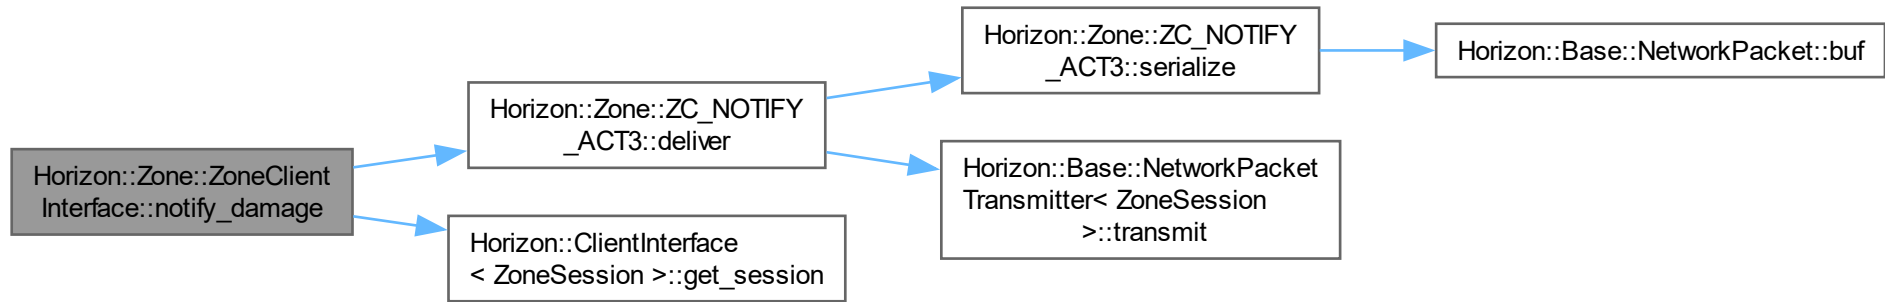 Horizon::Zone::ZoneClient
Interface::notify_damage
Horizon::Zone::ZC_NOTIFY
_ACT3::deliver
Horizon::ClientInterface
< ZoneSession >::get_session
Horizon::Zone::ZC_NOTIFY
_ACT3::serialize
Horizon::Base::NetworkPacket
Transmitter< ZoneSession
>::transmit
Horizon::Base::NetworkPacket::buf